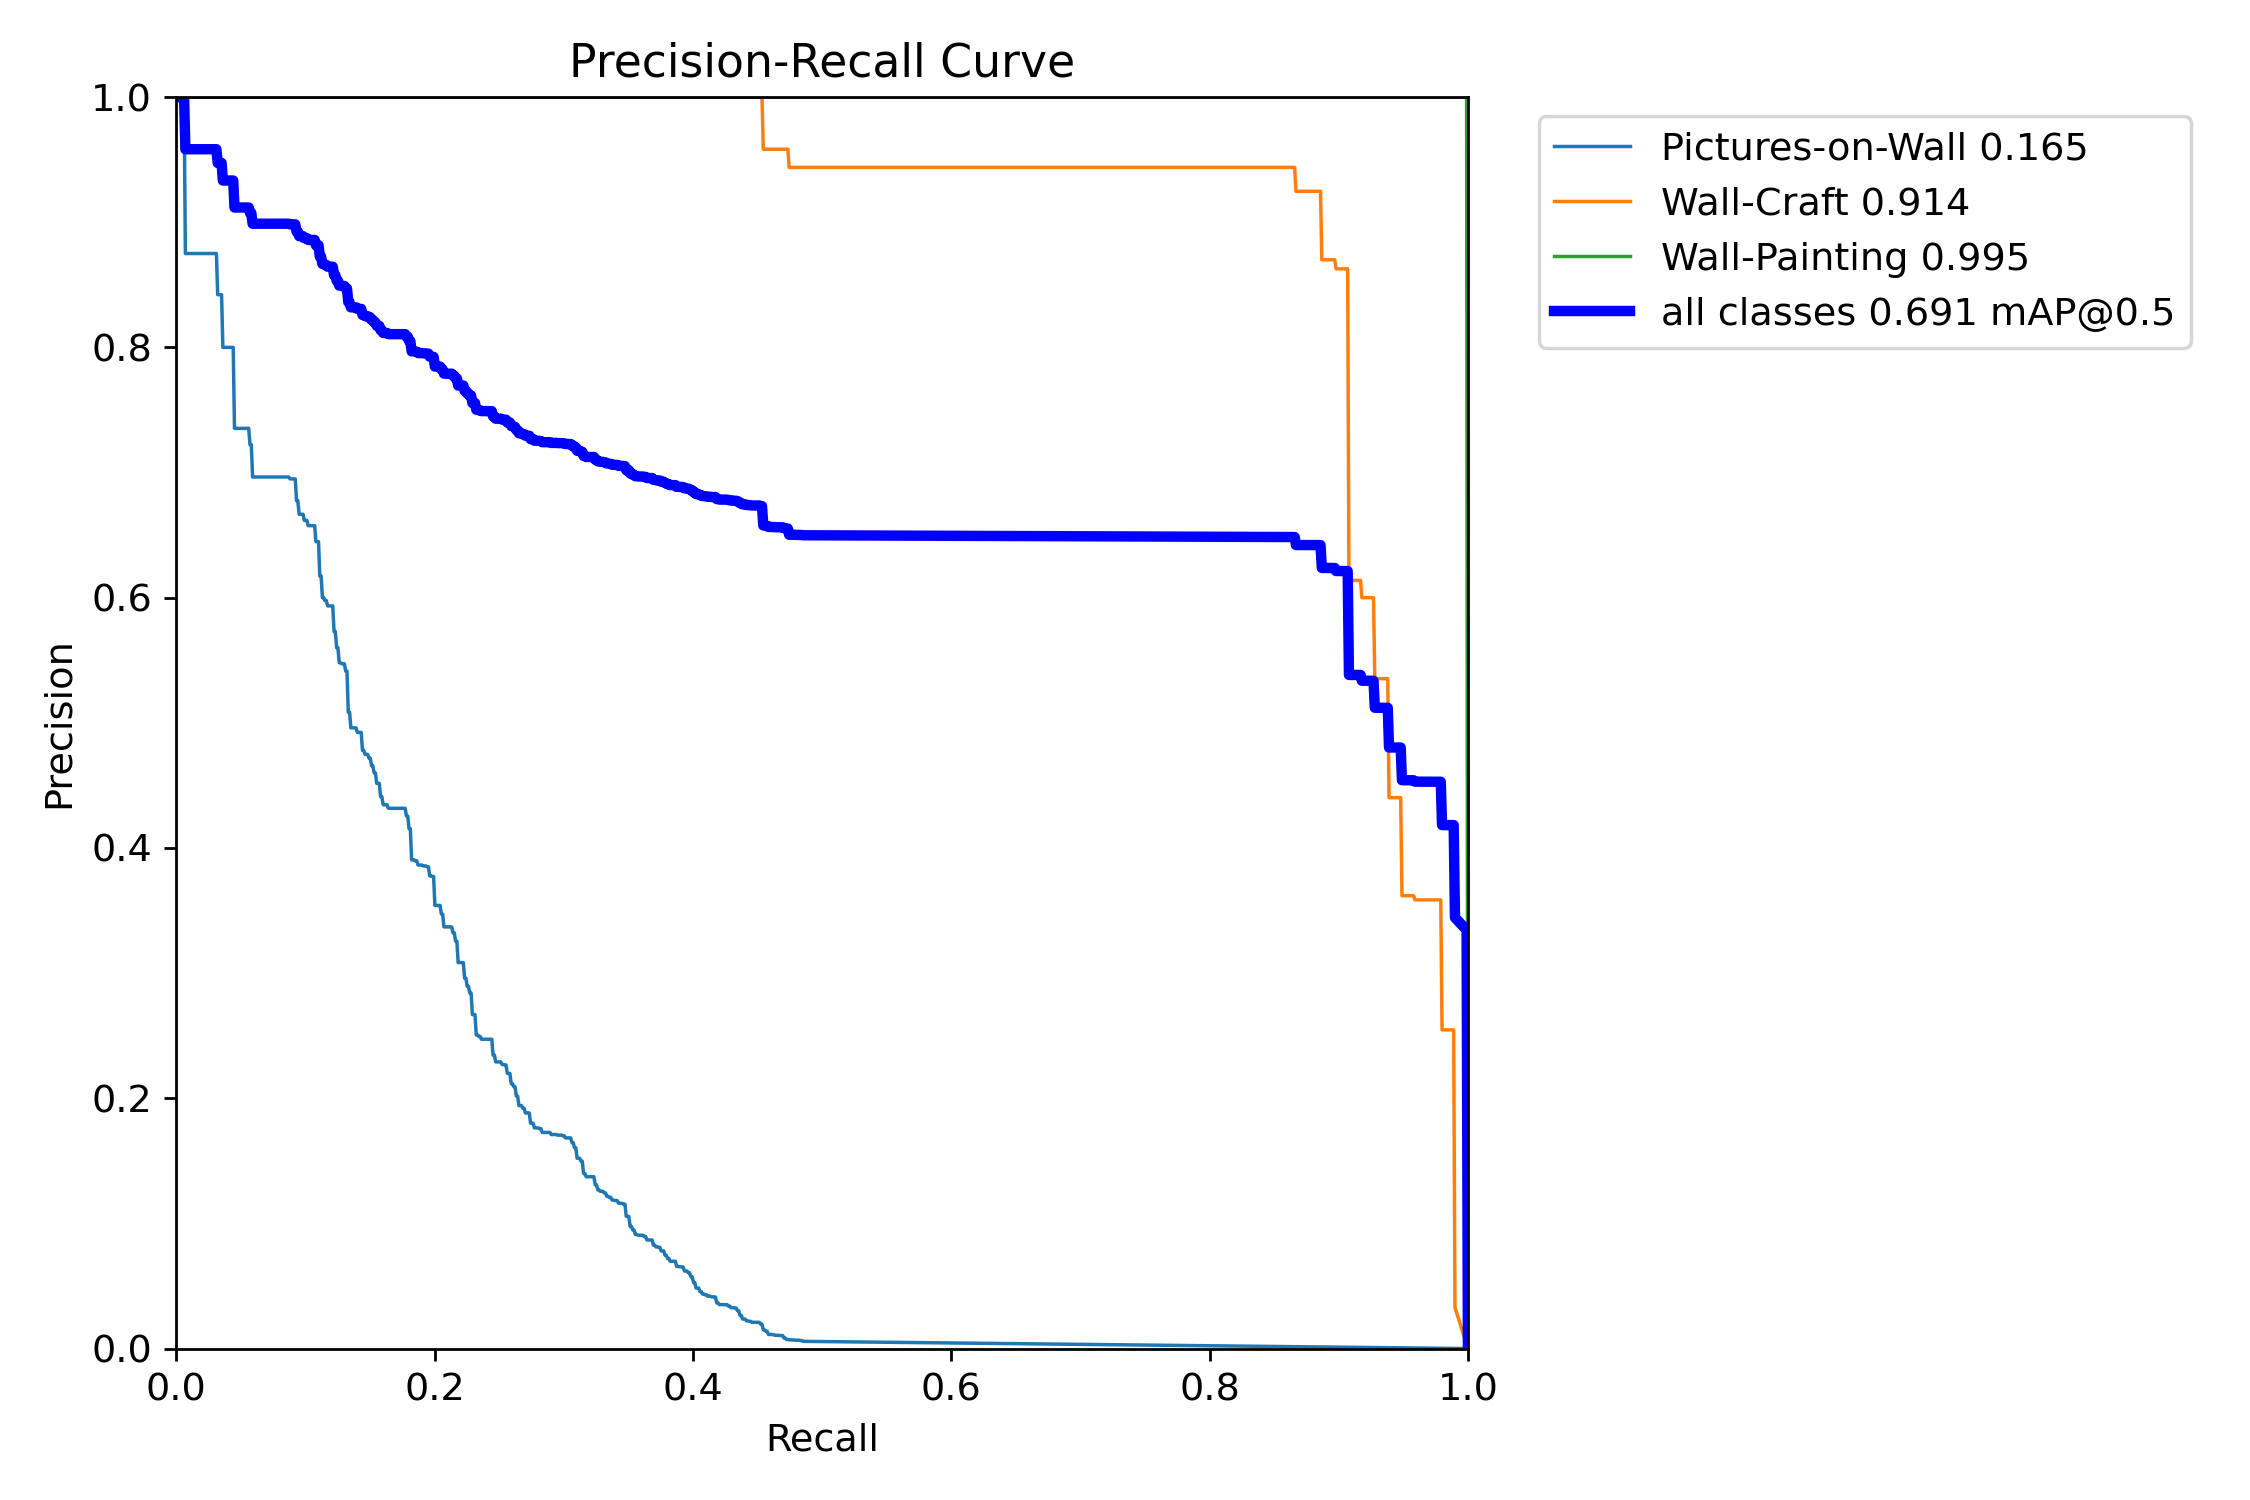 Precision-Recall Curve
1.0
0.8
0.6
0.4
0.2
0.0
Precision
0.0 0.2 0.4 0.6 0.8 1.0
Recall
Pictures-on-Wall 0.165
Wall-Craft 0.914
Wall-Painting 0.995
all classes 0.691 mAP@0.5